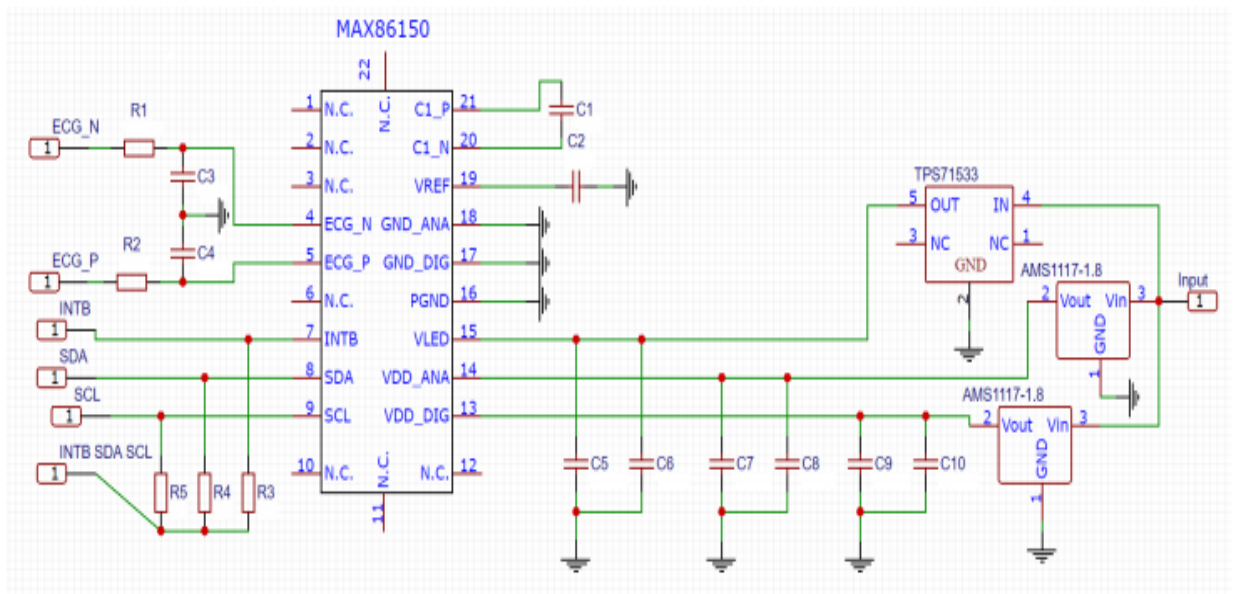 MAX86150
22
N.C.
1 N.C.
2 N.C.
3 N.C.
4 ECG_N
5 ECG_P
6 N.C.
7 INTB
8 SDA
9 SCL
10 N.C.
N.C.
11
C1_P 21
C1_N 20
VREF 19
GND_ANA 18
GND_DIG 17
PGND 16
VLED 15
VDD_ANA 14
VDD_DIG 13
N.C. 12
R1
ECG_N
1
C3
R2
C4
ECG_P
1
INTB
1
SDA
1
SCL
1
INTB SDA SCL
1
R5
R4
R3
C1
C2
C5
C6
C7
C8
C9
C10
TPS71533
5 OUT
IN 4
3 NC
NC 1
GND
2
AMS1117-1.8
2 Vout
Vin 3
GND
1
Input
1
AMS1117-1.8
2 Vout
Vin 3
GND
1